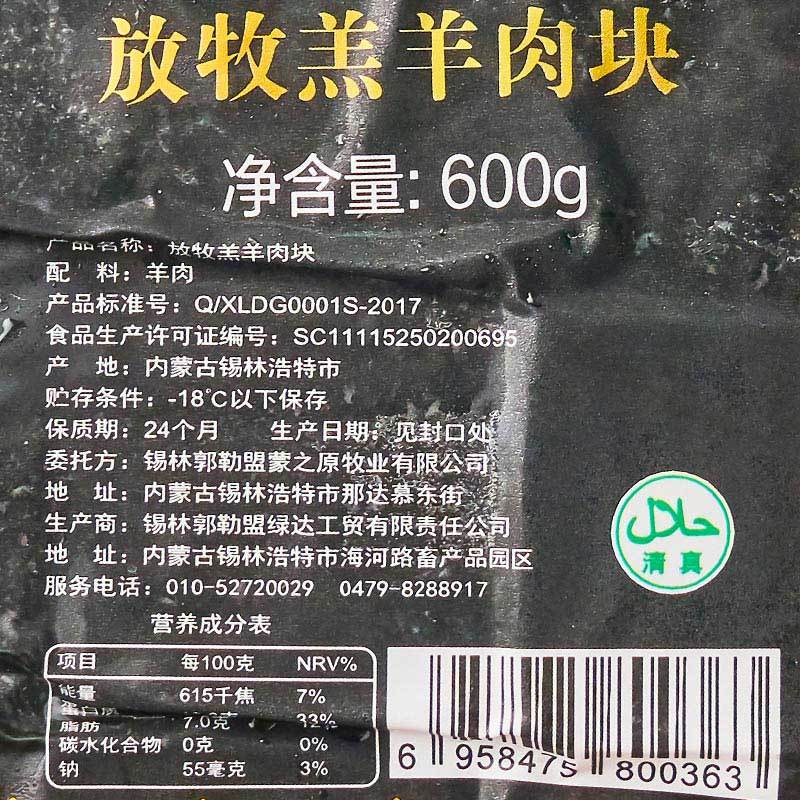 放牧羔羊肉块
净含量: 600g
产品名称：放牧羔羊肉块
配 料：羊肉
产品标准号：Q/XLDG0001S-2017
食品生产许可证编号：SC11115250200695
产 地：内蒙古锡林浩特市
贮存条件：-18℃以下保存
保质期：24个月 生产日期：见封口处
委托方：锡林郭勒盟蒙之原牧业有限公司
地 址：内蒙古锡林浩特市那达慕东街
生产商：锡林郭勒盟绿达工贸有限责任公司
地 址：内蒙古锡林浩特市海河路畜产品园区
服务电话：010-52720029 0479-8288917
حلال
清真
营养成分表
项目 每100克 NRV%
能量 615千焦 7%
蛋白质
脂肪 7.0克
碳水化合物 0克 0%
钠 55毫克 3%
6 958475 800363